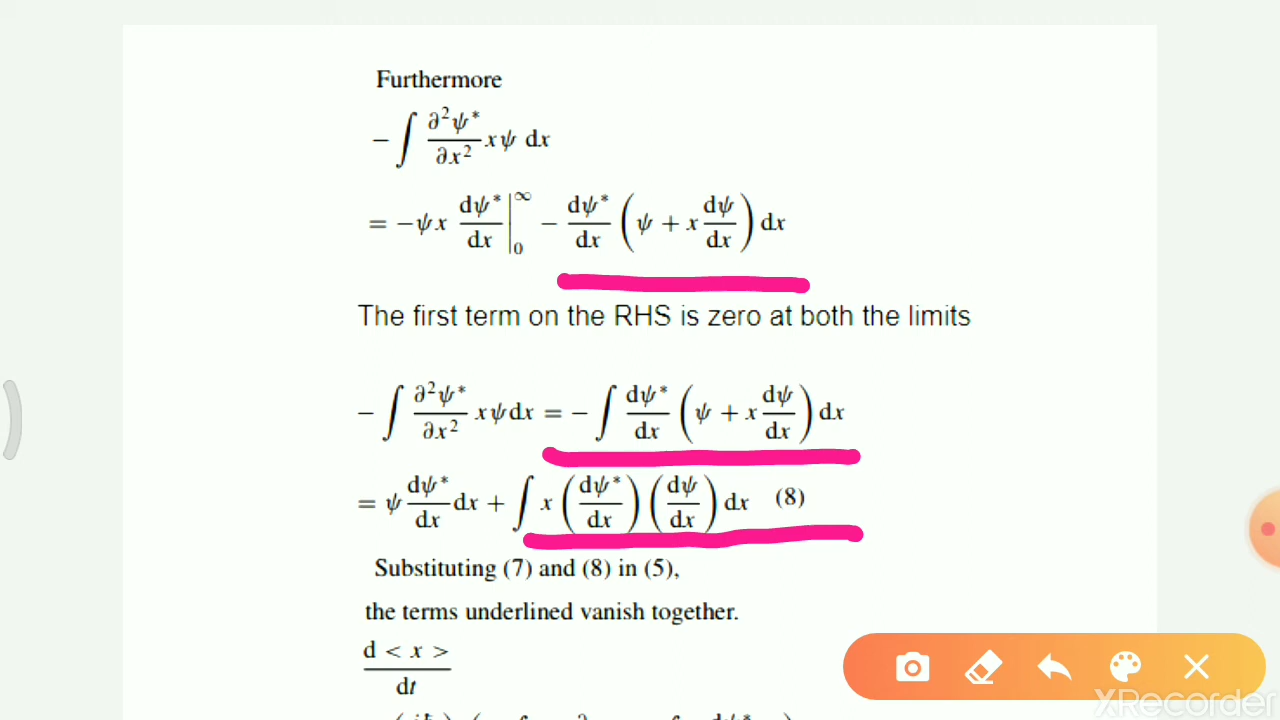 Furthermore
− ∫ ∂²ψ*/∂x² xψ dx
= −ψx dψ*/dx |₀^∞ − dψ*/dx (ψ + x dψ/dx) dx
The first term on the RHS is zero at both the limits
− ∫ ∂²ψ*/∂x² xψdx = − ∫ dψ*/dx (ψ + x dψ/dx) dx
= ψ dψ*/dx dx + ∫ x (dψ*/dx) (dψ/dx) dx (8)
Substituting (7) and (8) in (5),
the terms underlined vanish together.
d < x >/dt
XRecorder